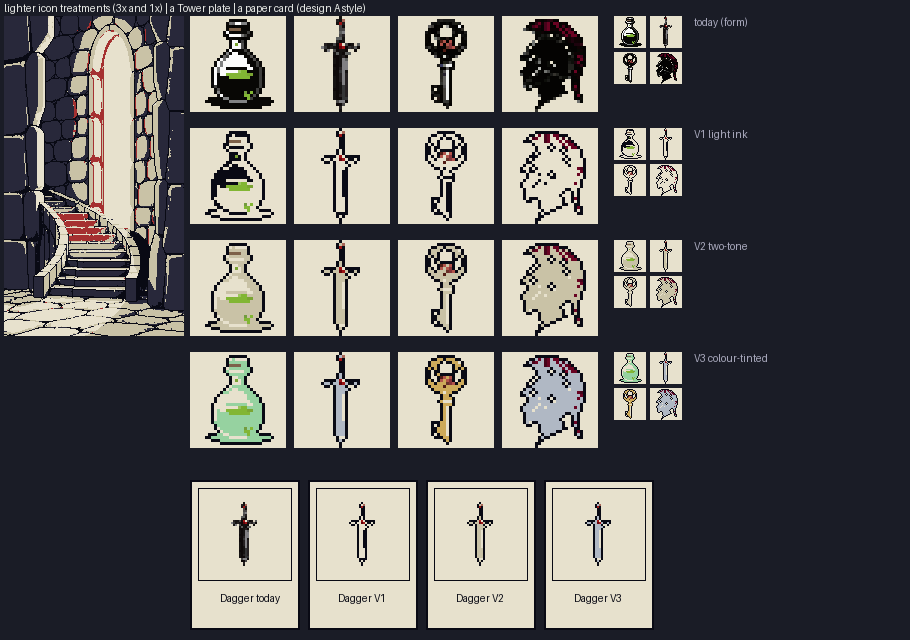 lighter icon treatments (3x and 1x) | a Tower plate | a paper card (design A style)
today (form)
V1 light ink
V2 two-tone
V3 colour-tinted
Dagger today
Dagger V1
Dagger V2
Dagger V3